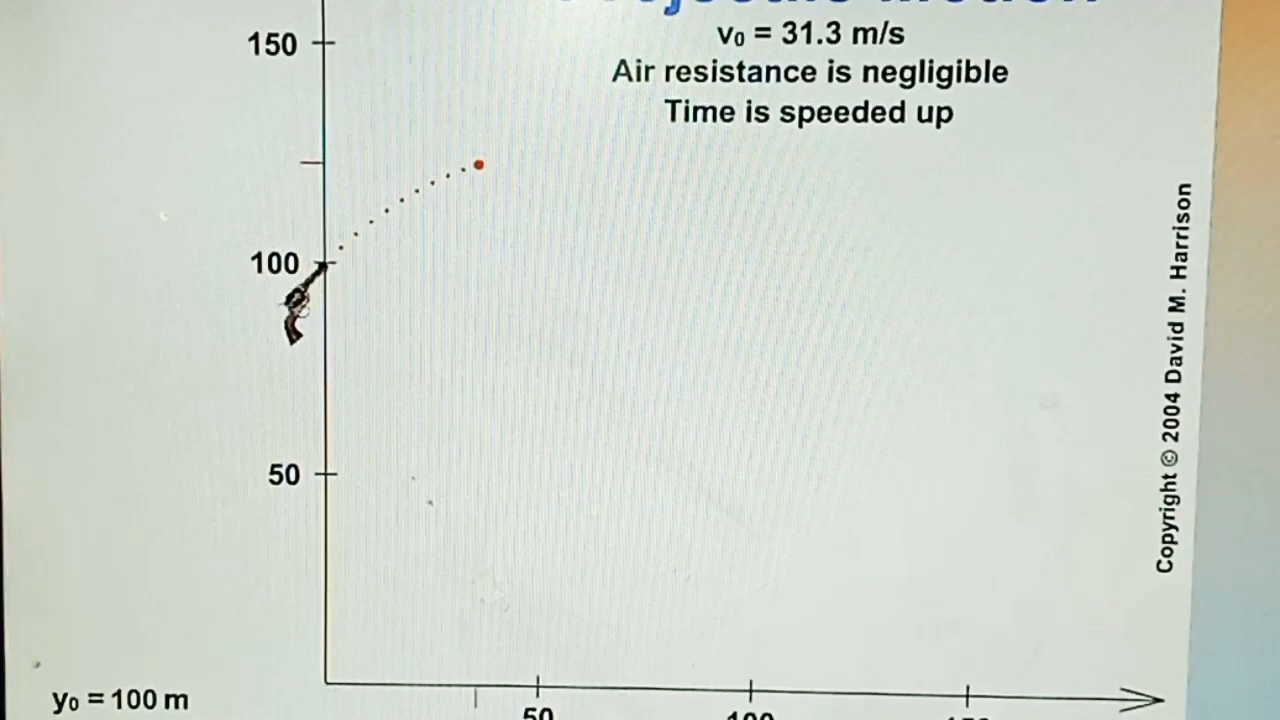 150
v₀ = 31.3 m/s
Air resistance is negligible
Time is speeded up
100
50
Copyright © 2004 David M. Harrison
y₀ = 100 m
50
100